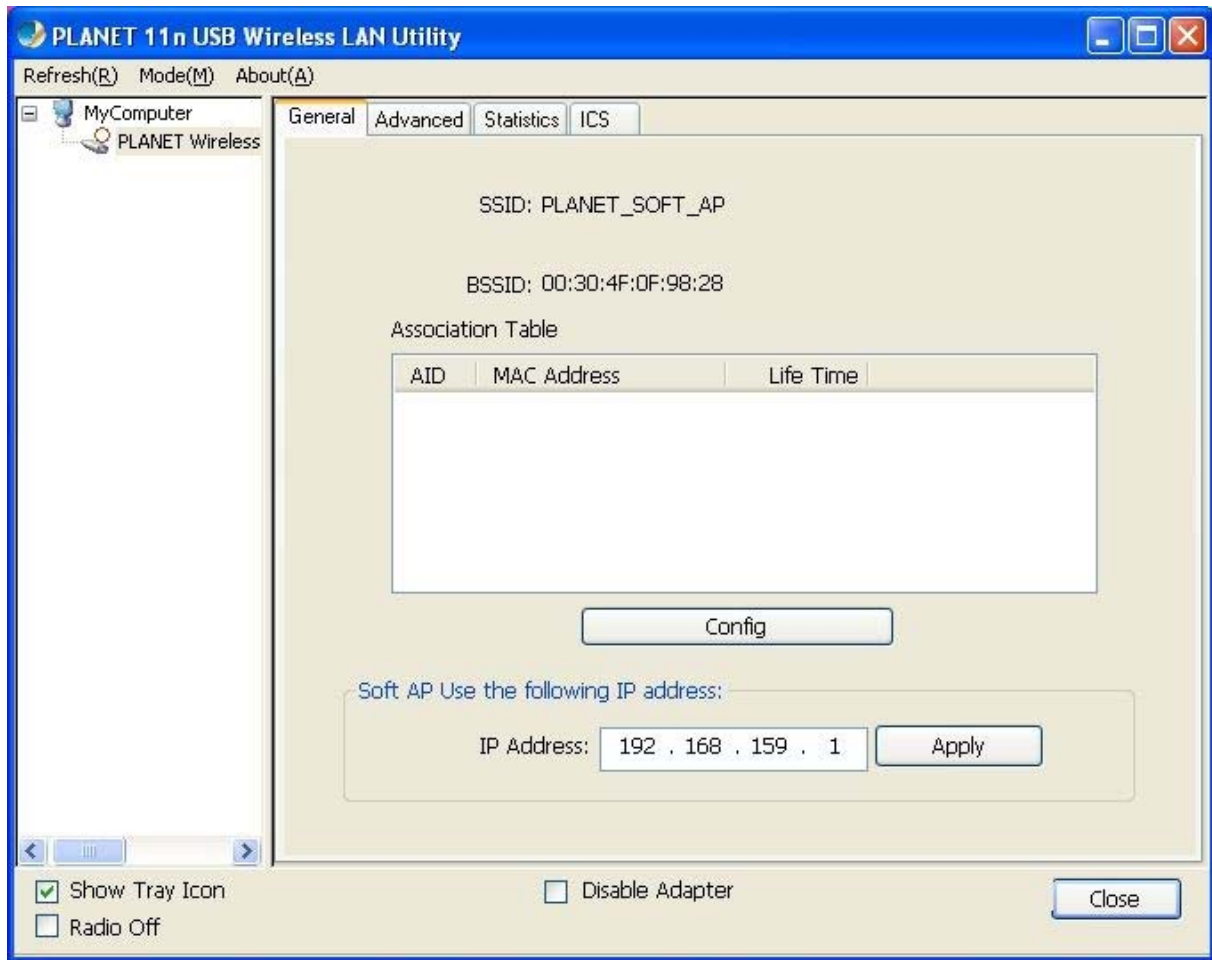 PLANET 11n USB Wireless LAN Utility
Refresh(R) Mode(M) About(A)
MyComputer
PLANET Wireless
General Advanced Statistics ICS
SSID: PLANET_SOFT_AP
BSSID: 00:30:4F:0F:98:28
Association Table
AID MAC Address Life Time
Config
Soft AP Use the following IP address:
IP Address: 192 . 168 . 159 . 1 Apply
Show Tray Icon Disable Adapter Close
Radio Off